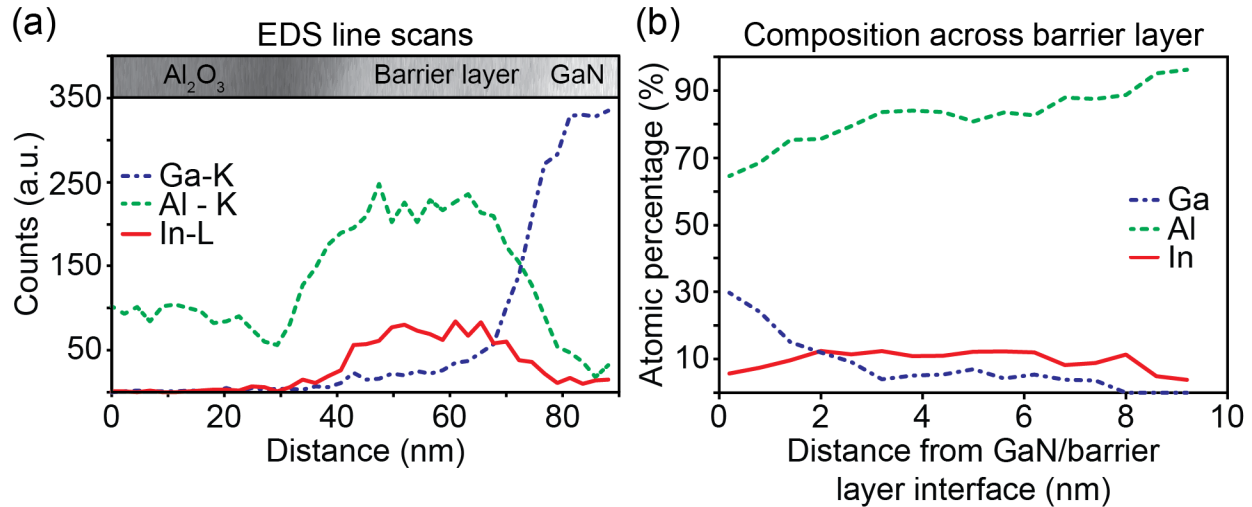 (a)
EDS line scans
Al₂O₃ Barrier layer GaN
350
250
150
50
Counts (a.u.)
Ga-K
Al - K
In-L
0 20 40 60 80
Distance (nm)
(b)
Composition across barrier layer
90
70
50
30
10
Atomic percentage (%)
Ga
Al
In
0 2 4 6 8 10
Distance from GaN/barrier
layer interface (nm)